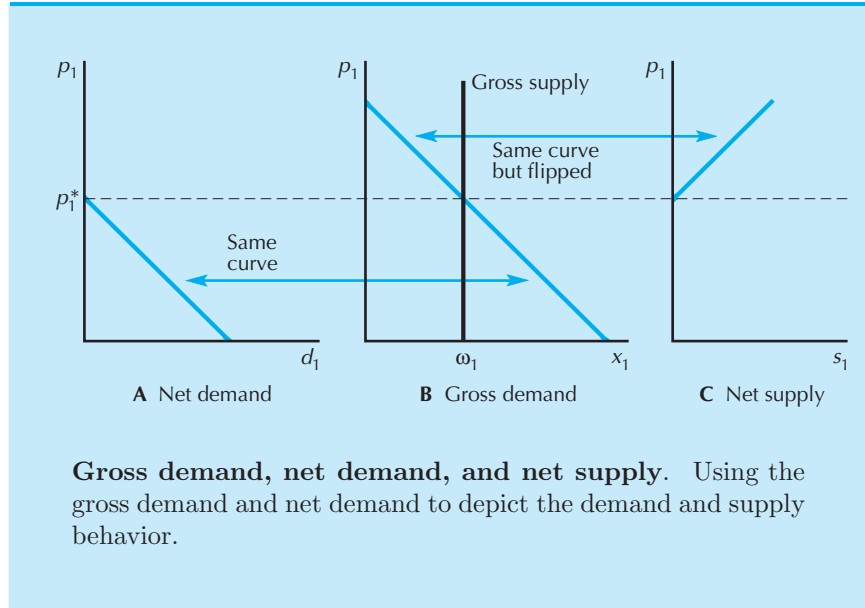 p₁ p₁ p₁
Gross supply
Same curve
but flipped
p₁*
Same
curve
d₁ ω₁ x₁ s₁
A Net demand B Gross demand C Net supply
Gross demand, net demand, and net supply. Using the
gross demand and net demand to depict the demand and supply
behavior.